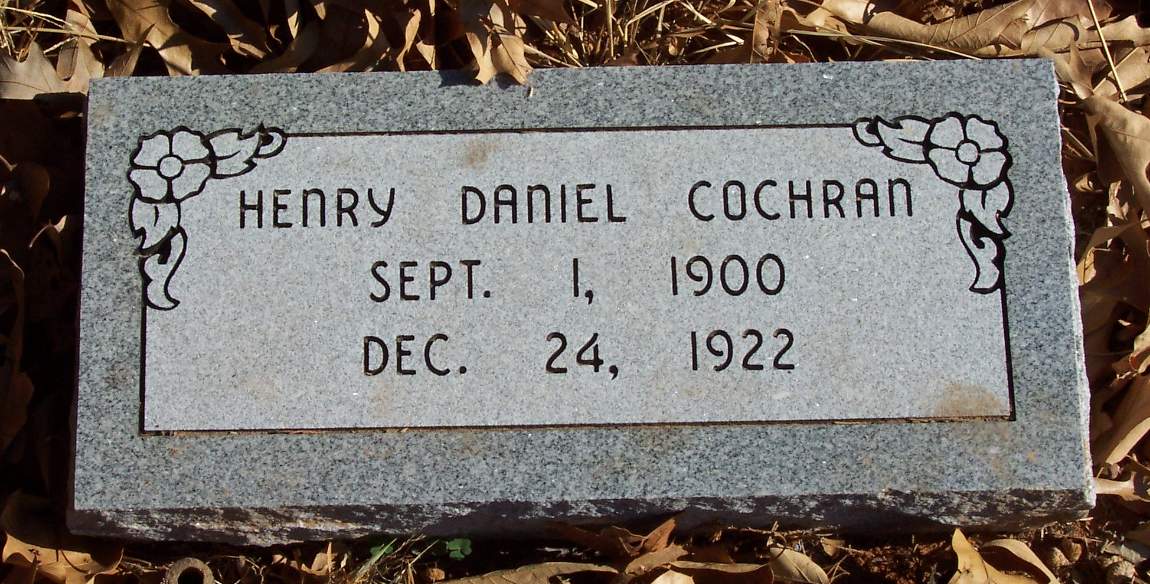 HENRY DANIEL COCHRAN
SEPT. 1, 1900
DEC. 24, 1922